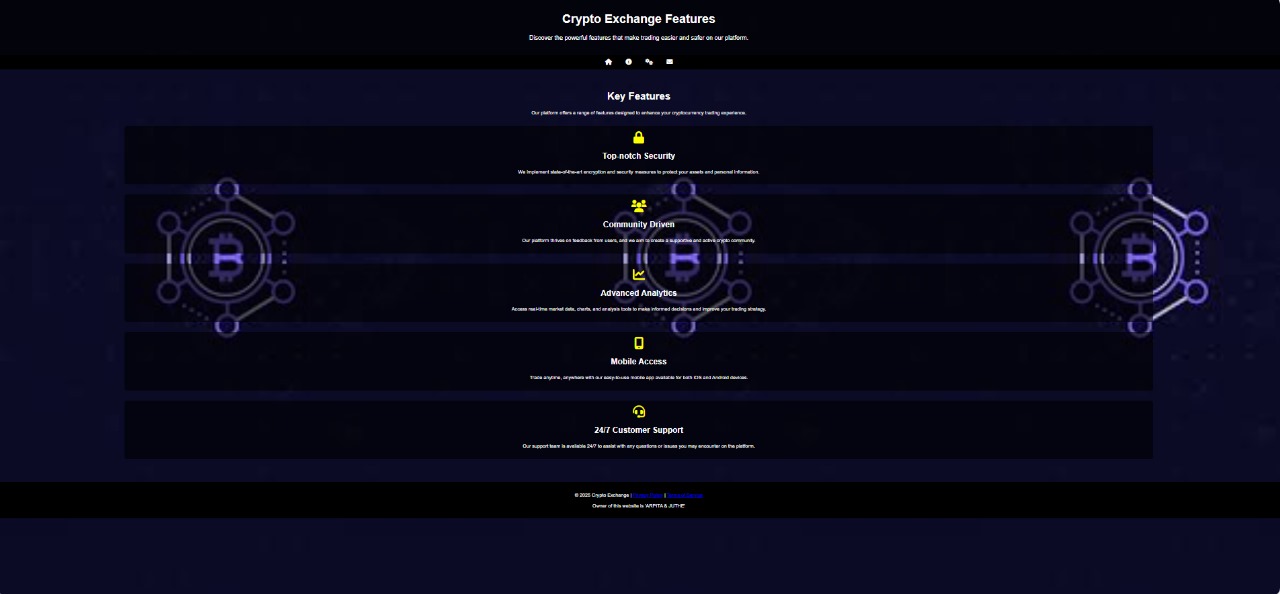 Crypto Exchange Features
Discover the powerful features that make trading easier and safer on our platform.
Key Features
Our platform offers a range of features designed to enhance your cryptocurrency trading experience.
Top-notch Security
We implement state-of-the-art encryption and security measures to protect your assets and personal information.
Community Driven
Our platform thrives on feedback from users, and we aim to create a supportive and active crypto community.
Advanced Analytics
Access real-time market data, charts, and analysis tools to make informed decisions and improve your trading strategy.
Mobile Access
Trade anytime, anywhere with our easy-to-use mobile app available for both iOS and Android devices.
24/7 Customer Support
Our support team is available 24/7 to assist with any questions or issues you may encounter on the platform.
© 2025 Crypto Exchange | |
Owner of this website is 'ARPITA & JUTHE'